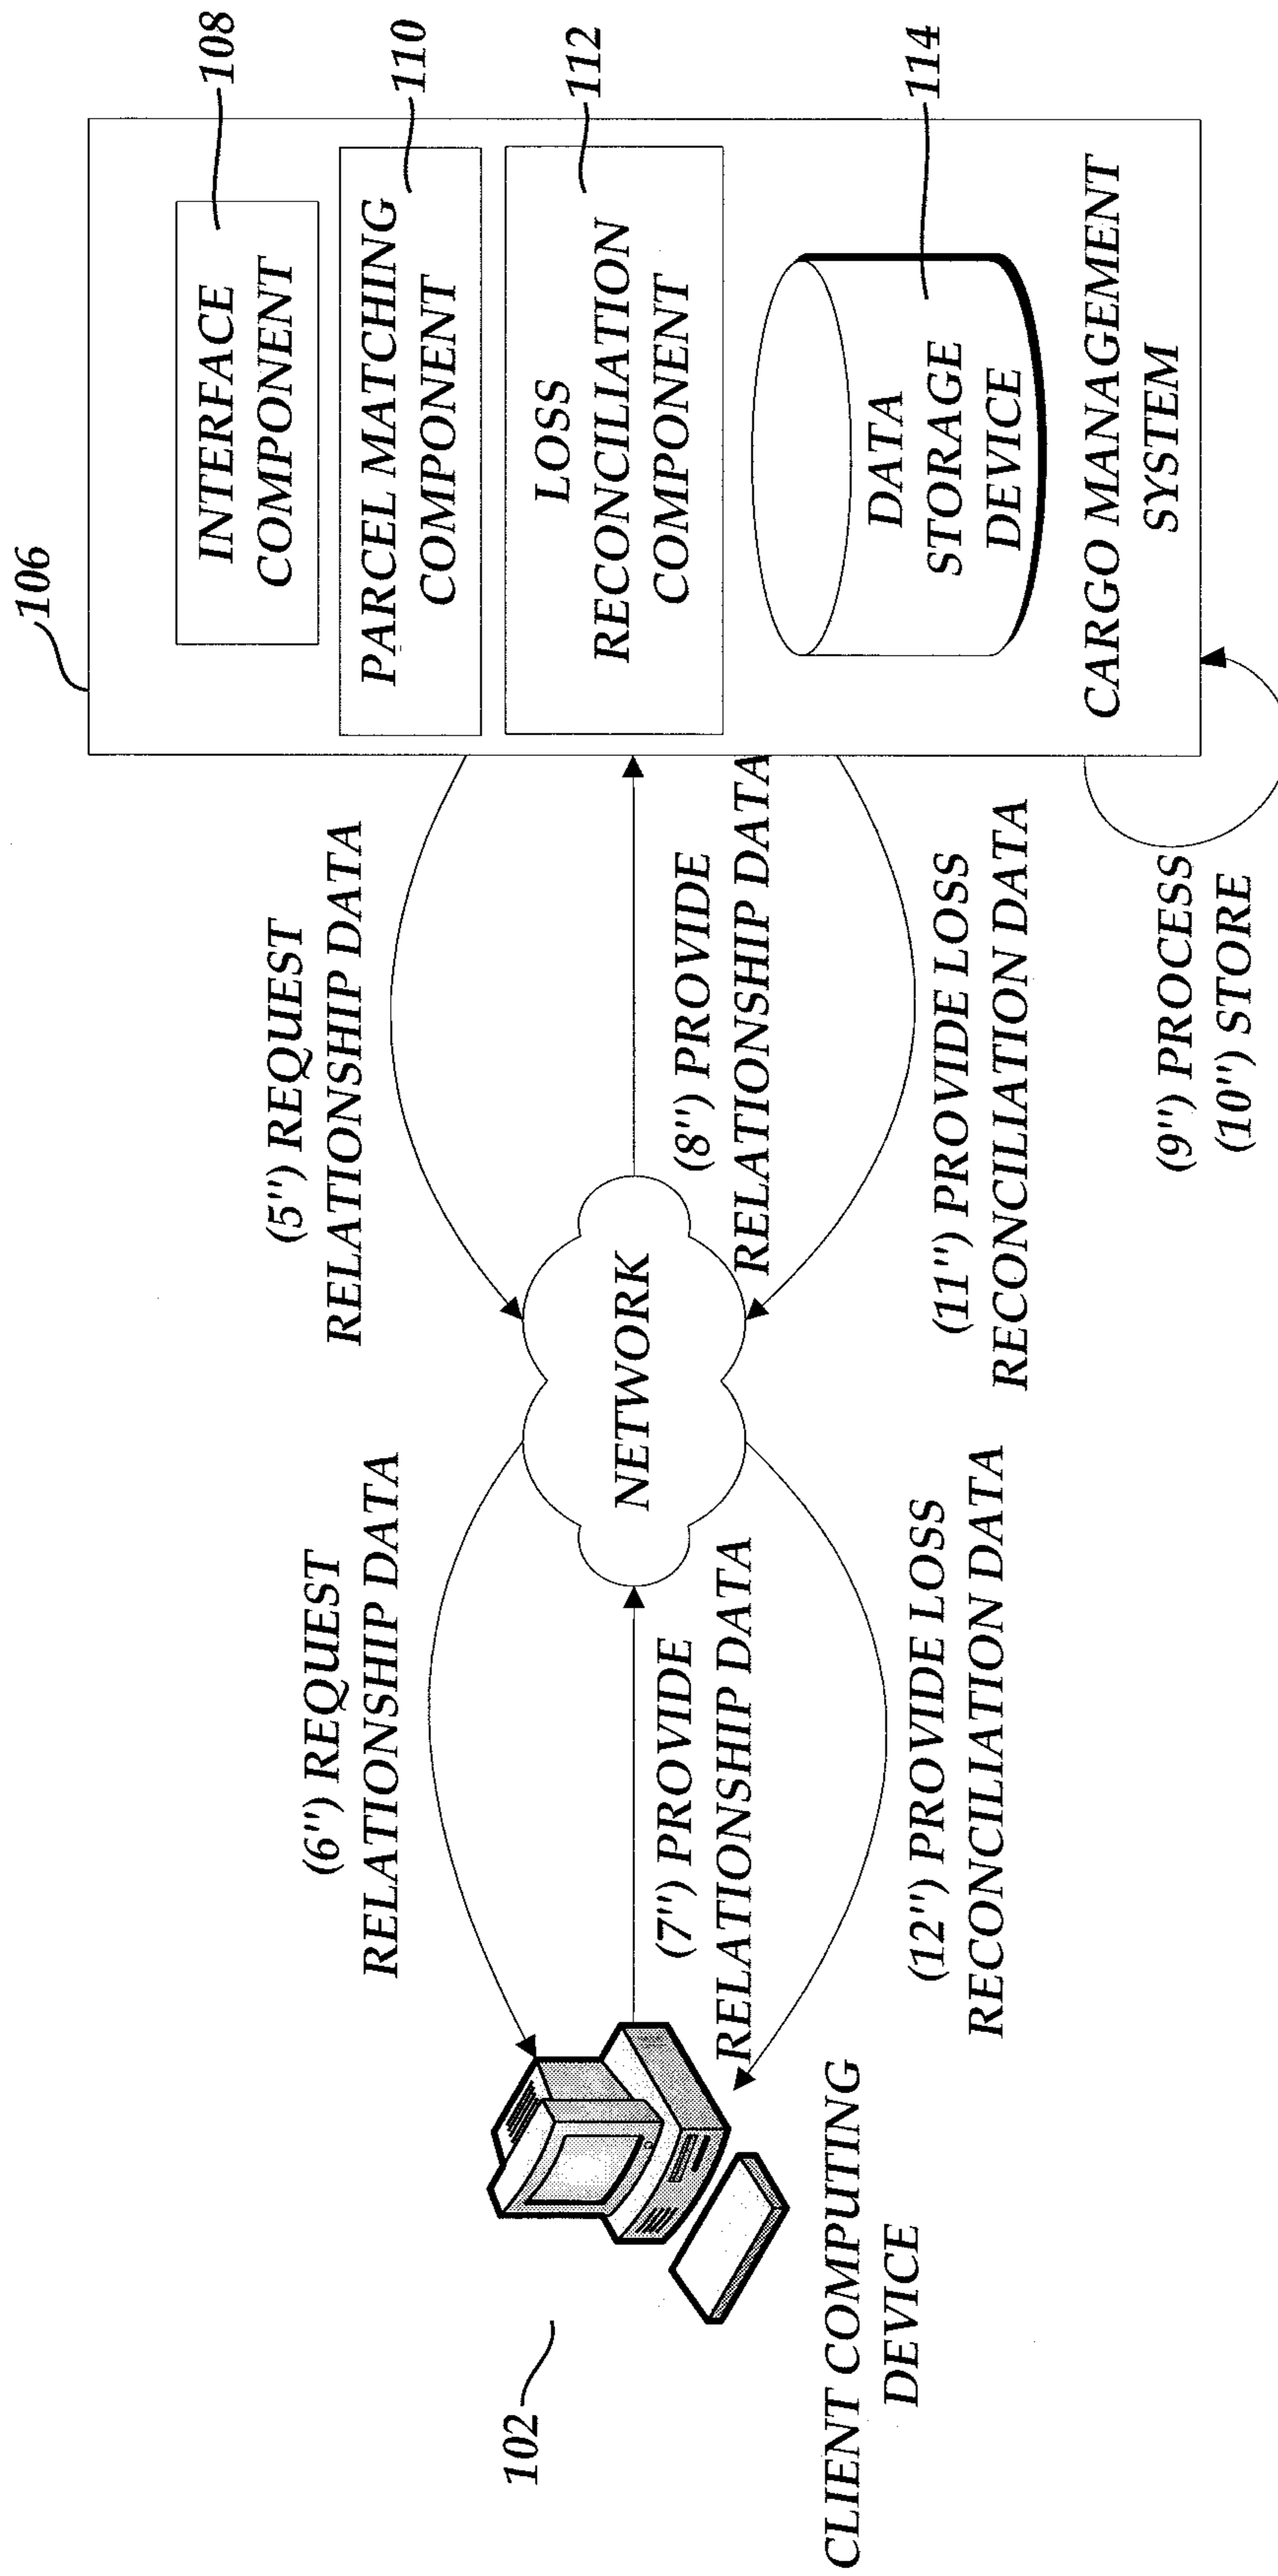 106
108
INTERFACE
COMPONENT
110
PARCEL MATCHING
COMPONENT
112
LOSS
RECONCILIATION
COMPONENT
114
DATA
STORAGE
DEVICE
CARGO MANAGEMENT
SYSTEM
(5'') REQUEST
RELATIONSHIP DATA
(6'') REQUEST
RELATIONSHIP DATA
NETWORK
(7'') PROVIDE
RELATIONSHIP DATA
(8'') PROVIDE
RELATIONSHIP DATA
(9'') PROCESS
(10'') STORE
(11'') PROVIDE LOSS
RECONCILIATION DATA
(12'') PROVIDE LOSS
RECONCILIATION DATA
102
CLIENT COMPUTING
DEVICE